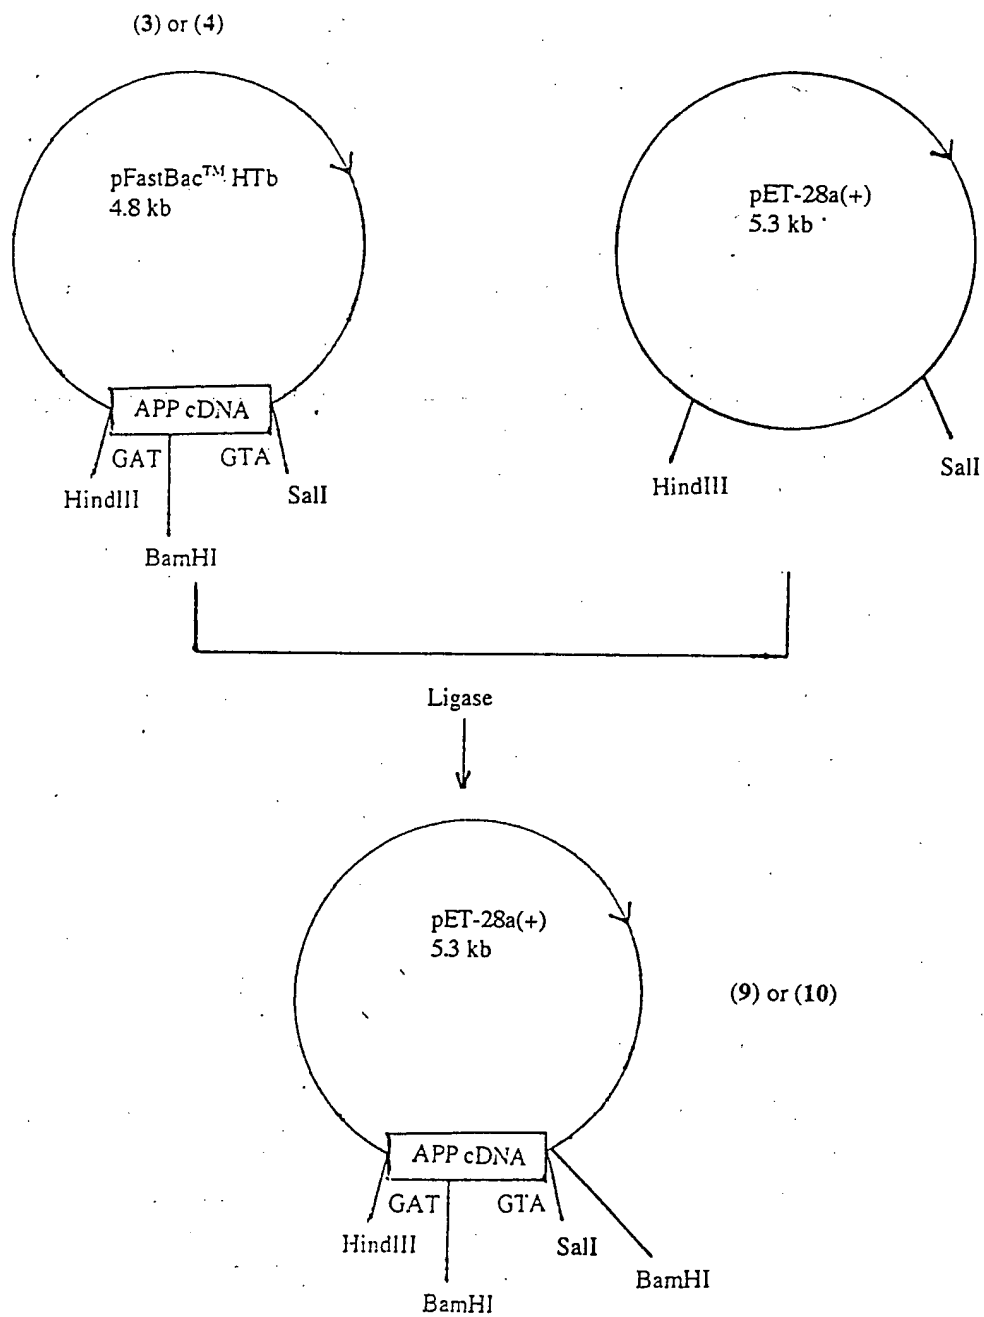 (3) or (4)
pFastBac™ HTb
4.8 kb
APP cDNA
GAT GTA
HindIII
SalI
BamHI
pET-28a(+)
5.3 kb
HindIII
SalI
Ligase
pET-28a(+)
5.3 kb
(9) or (10)
APP cDNA
GAT GTA
HindIII
SalI
BamHI
BamHI